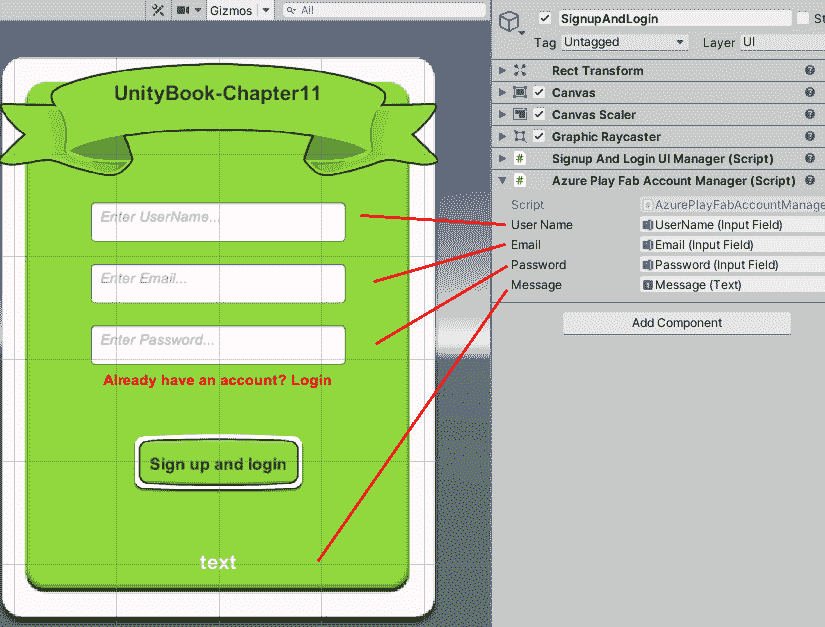 Gizmos
All
UnityBook-Chapter11
Enter UserName...
Enter Email...
Enter Password...
Already have an account? Login
Sign up and login
text
SignupAndLogin
St
Tag Untagged Layer UI
Rect Transform
Canvas
Canvas Scaler
Graphic Raycaster
# Signup And Login UI Manager (Script)
# Azure Play Fab Account Manager (Script)
Script AzurePlayFabAccountManage
User Name UserName (Input Field)
Email Email (Input Field)
Password Password (Input Field)
Message Message (Text)
Add Component